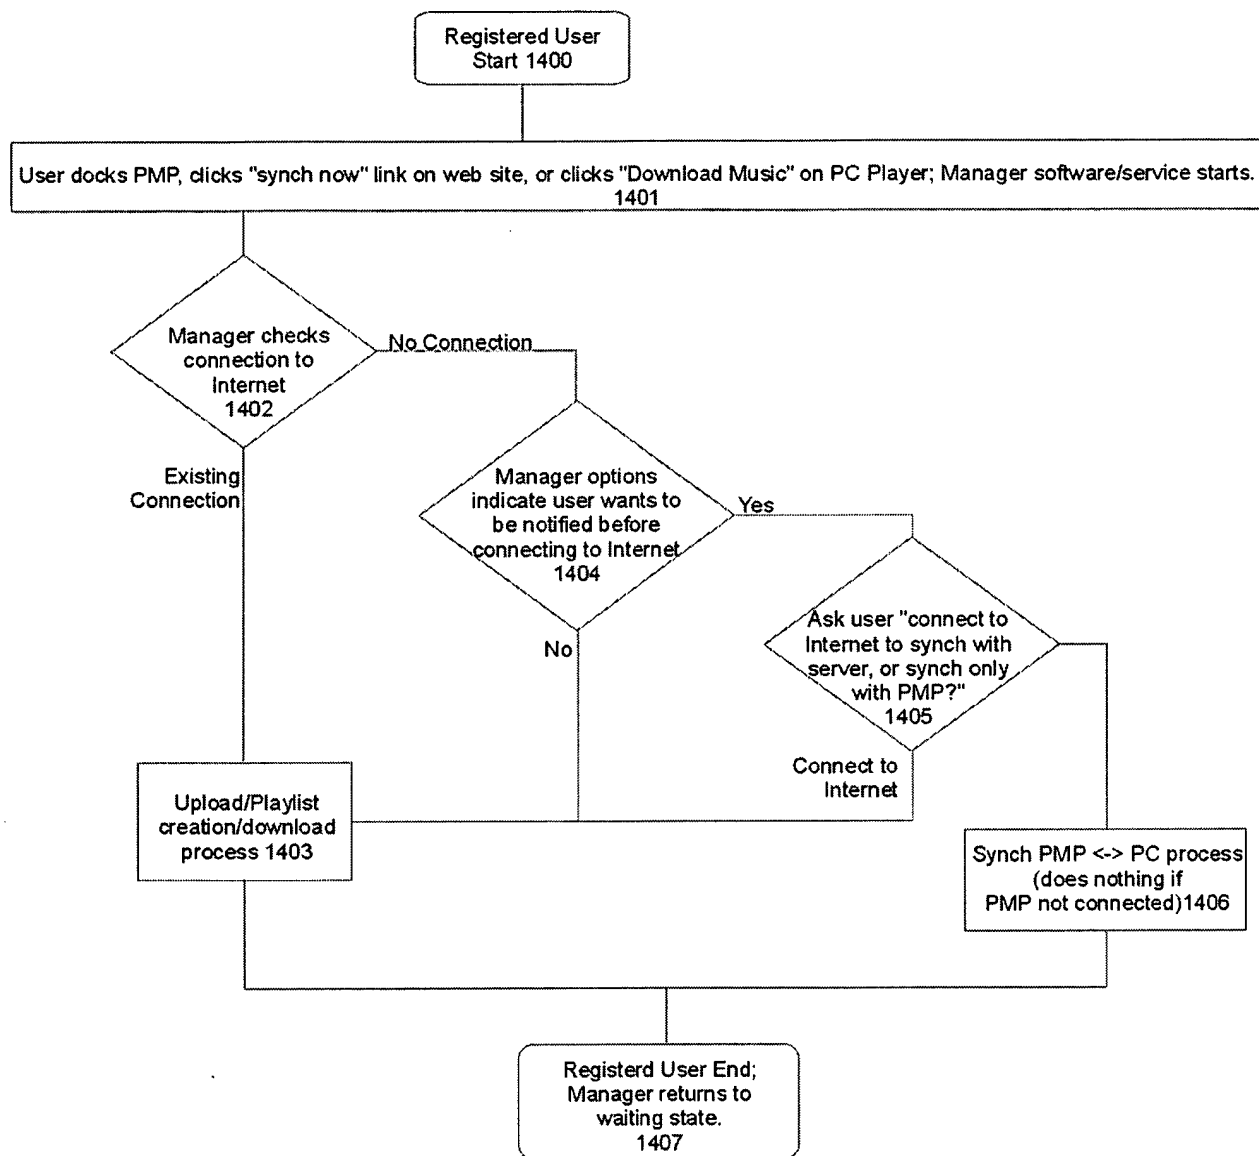 Registered User
Start 1400
User docks PMP, clicks "synch now" link on web site, or clicks "Download Music" on PC Player; Manager software/service starts.
1401
Manager checks
connection to
Internet
1402
No Connection
Existing
Connection
Manager options
indicate user wants to
be notified before
connecting to Internet
1404
Yes
No
Ask user "connect to
Internet to synch with
server, or synch only
with PMP?"
1405
Connect to
Internet
Upload/Playlist
creation/download
process 1403
Synch PMP <-> PC process
(does nothing if
PMP not connected)1406
Registerd User End;
Manager returns to
waiting state.
1407